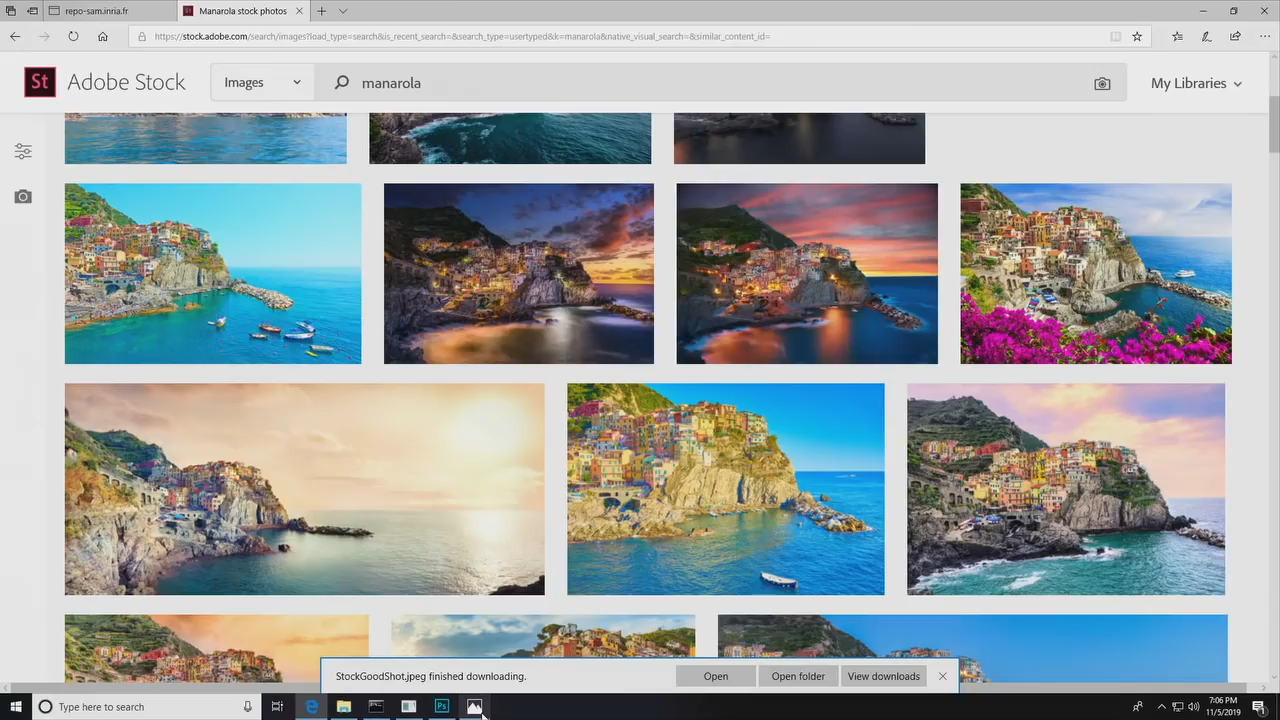 repo-sam.inria.fr
Manarola stock photos
https://stock.adobe.com/search/images?load_type=search&is_recent_search=&search_type=usertyped&k=manarola&native_visual_search=&similar_content_id=
St Adobe Stock
Images
manarola
My Libraries
StockGoodShot.jpeg finished downloading.
Open
Open folder
View downloads
Type here to search
Ps
7:06 PM
11/5/2019